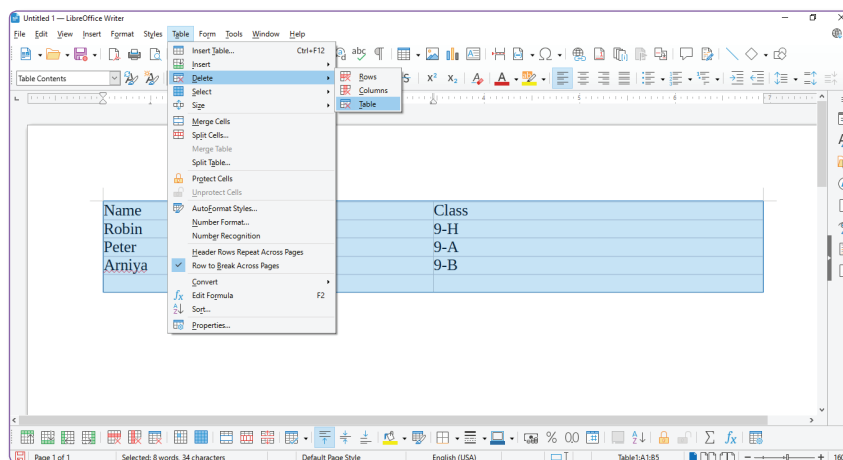 Untitled 1 — LibreOffice Writer
File Edit View Insert Format Styles Table Form Tools Window Help
Table Contents
Insert Table... Ctrl+F12
Insert
Delete
Select
Size
Merge Cells
Split Cells...
Merge Table
Split Table...
Protect Cells
Unprotect Cells
AutoFormat Styles...
Number Format...
Number Recognition
Header Rows Repeat Across Pages
Row to Break Across Pages
Convert
Edit Formula F2
Sort...
Properties...
Rows
Columns
Table
Name Class
Robin 9-H
Peter 9-A
Arniya 9-B
Page 1 of 1 Selected: 8 words, 34 characters Default Page Style English (USA) Table1:A1:B5 160